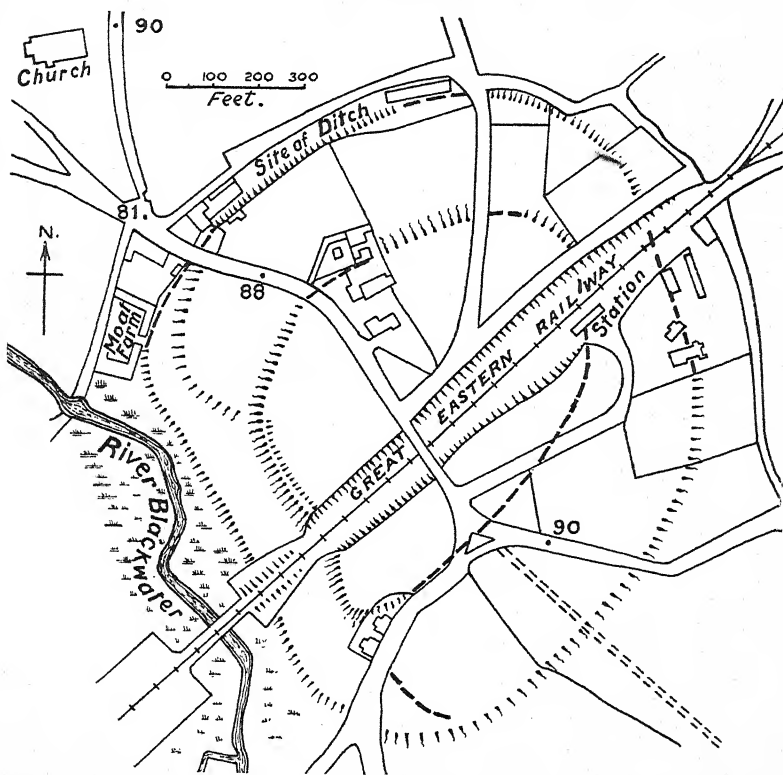 90
Church
0 100 200 300
Feet.
Site of Ditch
81.
N.
88
Moat
Farm
GREAT EASTERN RAILWAY
Station
River Blackwater
90